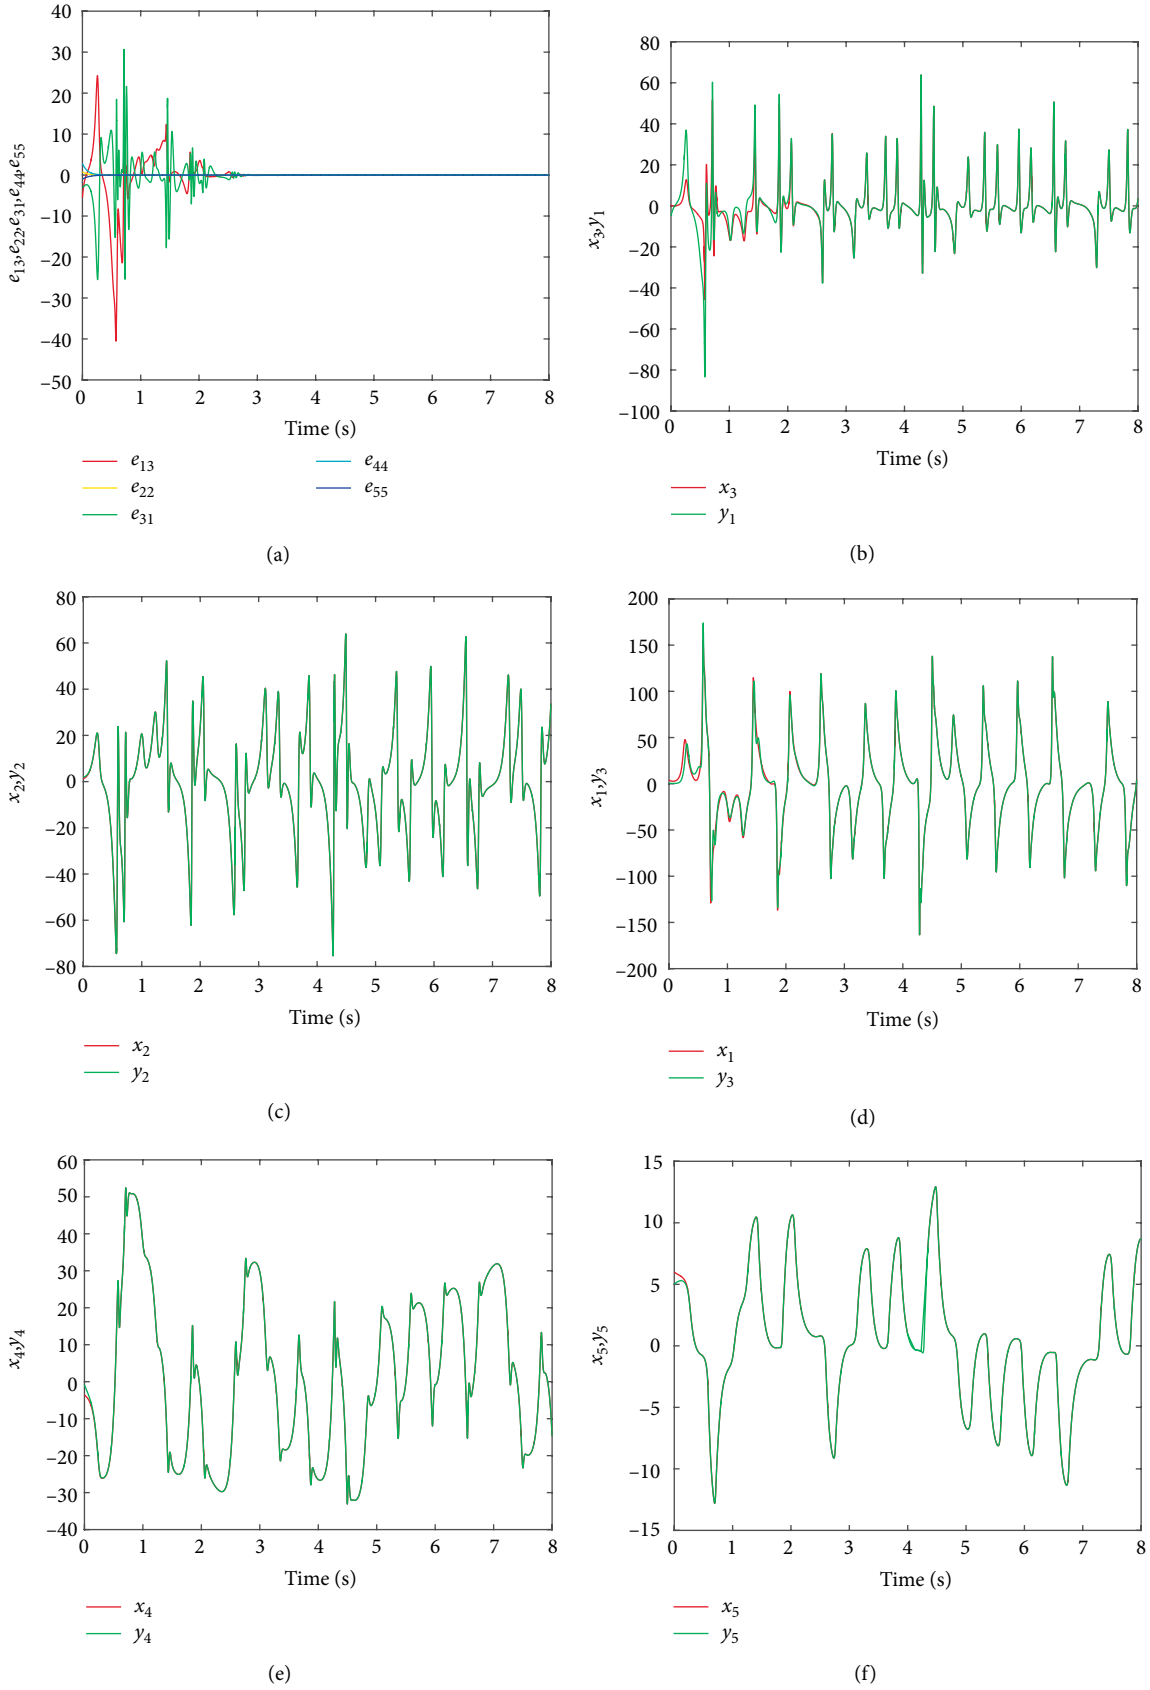 40
30
20
10
0
–10
–20
–30
–40
–50
e13,e22,e31,e44,e55
0 1 2 3 4 5 6 7 8
Time (s)
e13 e44
e22 e55
e31
(a)
80
60
40
20
0
–20
–40
–60
–80
–100
x3,y1
0 1 2 3 4 5 6 7 8
Time (s)
x3
y1
(b)
80
60
40
20
0
–20
–40
–60
–80
x2,y2
0 1 2 3 4 5 6 7 8
Time (s)
x2
y2
(c)
200
150
100
50
0
–50
–100
–150
–200
x1,y3
0 1 2 3 4 5 6 7 8
Time (s)
x1
y3
(d)
60
50
40
30
20
10
0
–10
–20
–30
–40
x4,y4
0 1 2 3 4 5 6 7 8
Time (s)
x4
y4
(e)
15
10
5
0
–5
–10
–15
x5,y5
0 1 2 3 4 5 6 7 8
Time (s)
x5
y5
(f)